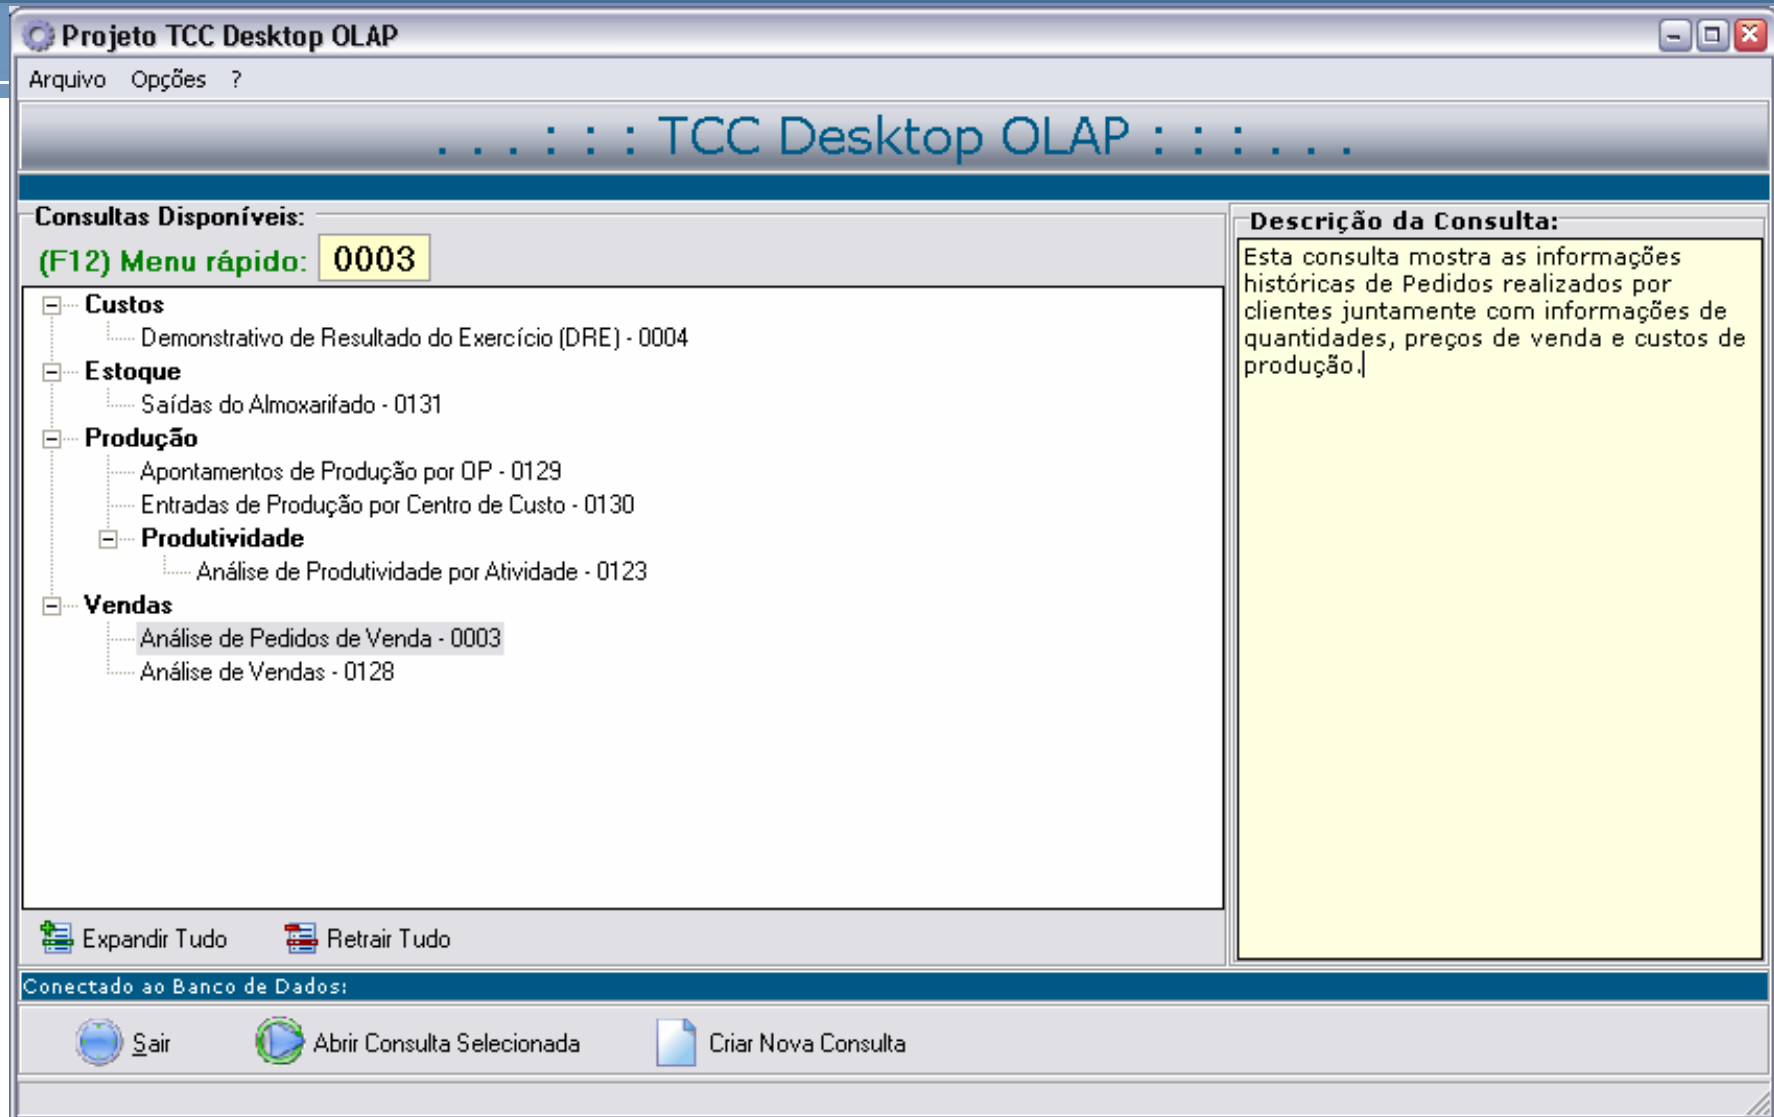 Projeto TCC Desktop OLAP
Arquivo Opções ?
. . . : : : TCC Desktop OLAP : : : . . .
Consultas Disponíveis:
(F12) Menu rápido: 0003
Custos
Demonstrativo de Resultado do Exercício (DRE) - 0004
Estoque
Saídas do Almoxarifado - 0131
Produção
Apontamentos de Produção por OP - 0129
Entradas de Produção por Centro de Custo - 0130
Produtividade
Análise de Produtividade por Atividade - 0123
Vendas
Análise de Pedidos de Venda - 0003
Análise de Vendas - 0128
Expandir Tudo Retrair Tudo
Descrição da Consulta:
Esta consulta mostra as informações
históricas de Pedidos realizados por
clientes juntamente com informações de
quantidades, preços de venda e custos de
produção.
Conectado ao Banco de Dados:
Sair Abrir Consulta Selecionada Criar Nova Consulta